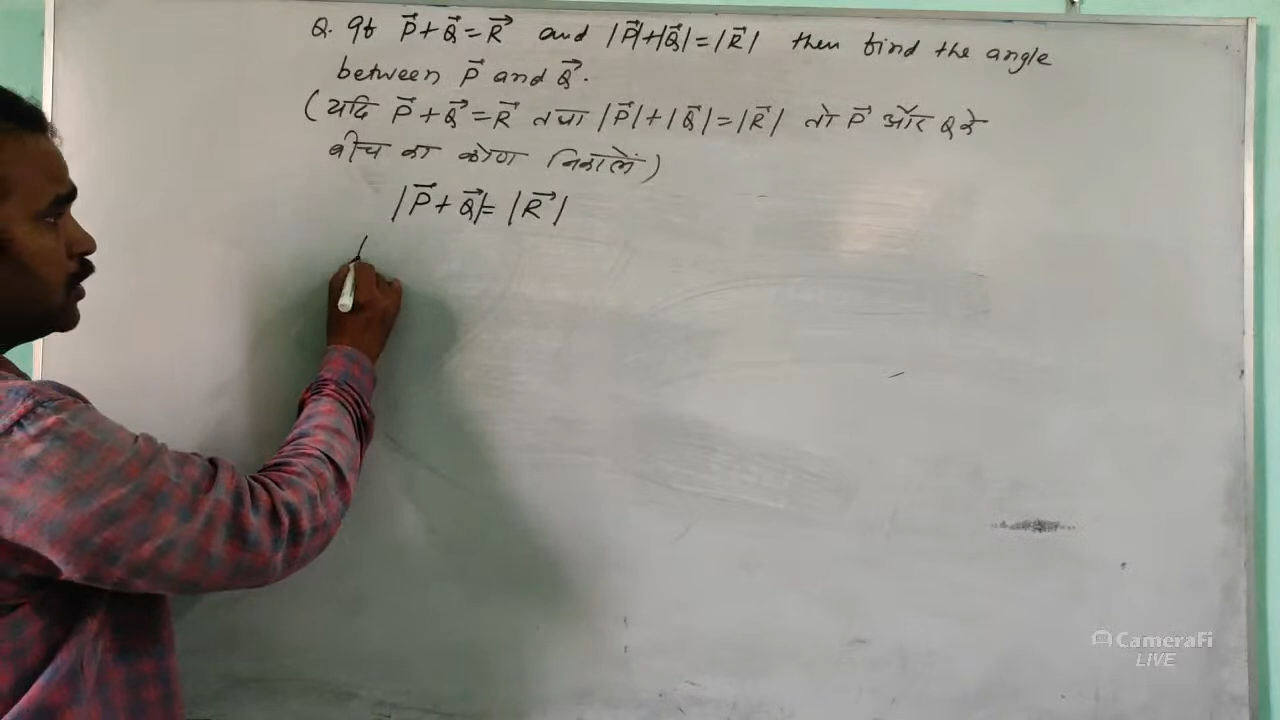 Q. If P⃗ + Q⃗ = R⃗ and |P⃗|+|Q⃗| = |R⃗| then find the angle
between P⃗ and Q⃗.
(यदि P⃗ + Q⃗ = R⃗ तथा |P⃗| + |Q⃗| = |R⃗| तो P⃗ और Q के
बीच का कोण निकालें)
|P⃗ + Q⃗| = |R⃗|
CameraFi
LIVE